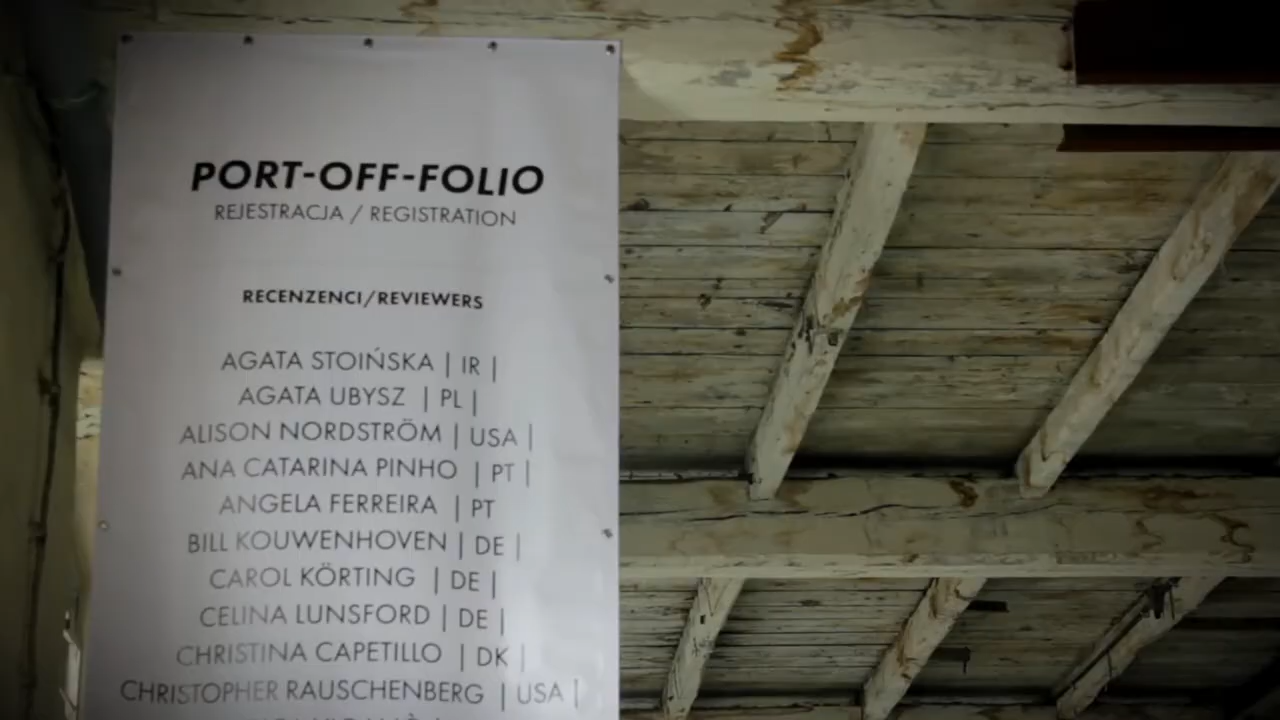 PORT-OFF-FOLIO
REJESTRACJA / REGISTRATION
RECENZENCI/REVIEWERS
AGATA STOIŃSKA | IR |
AGATA UBYSZ | PL |
ALISON NORDSTRÖM | USA |
ANA CATARINA PINHO | PT |
ANGELA FERREIRA | PT
BILL KOUWENHOVEN | DE |
CAROL KÖRTING | DE |
CELINA LUNSFORD | DE |
CHRISTINA CAPETILLO | DK |
CHRISTOPHER RAUSCHENBERG | USA |